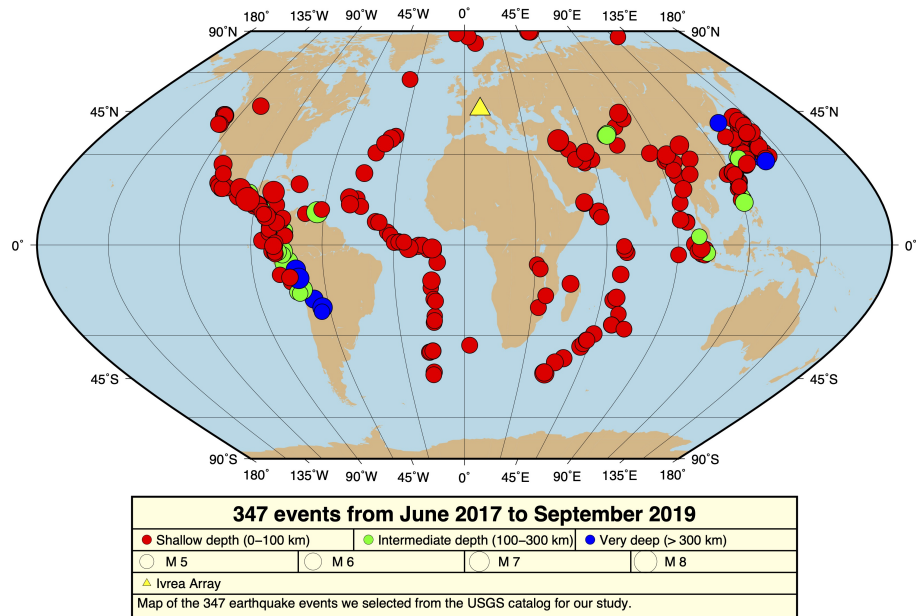 180° 135°W 90°W 45°W 0° 45°E 90°E 135°E 180°
90°N 90°N
45°N 45°N
0° 0°
45°S 45°S
90°S 90°S
180° 135°W 90°W 45°W 0° 45°E 90°E 135°E 180°
347 events from June 2017 to September 2019
Shallow depth (0–100 km) Intermediate depth (100–300 km) Very deep (> 300 km)
M 5 M 6 M 7 M 8
Ivrea Array
Map of the 347 earthquake events we selected from the USGS catalog for our study.